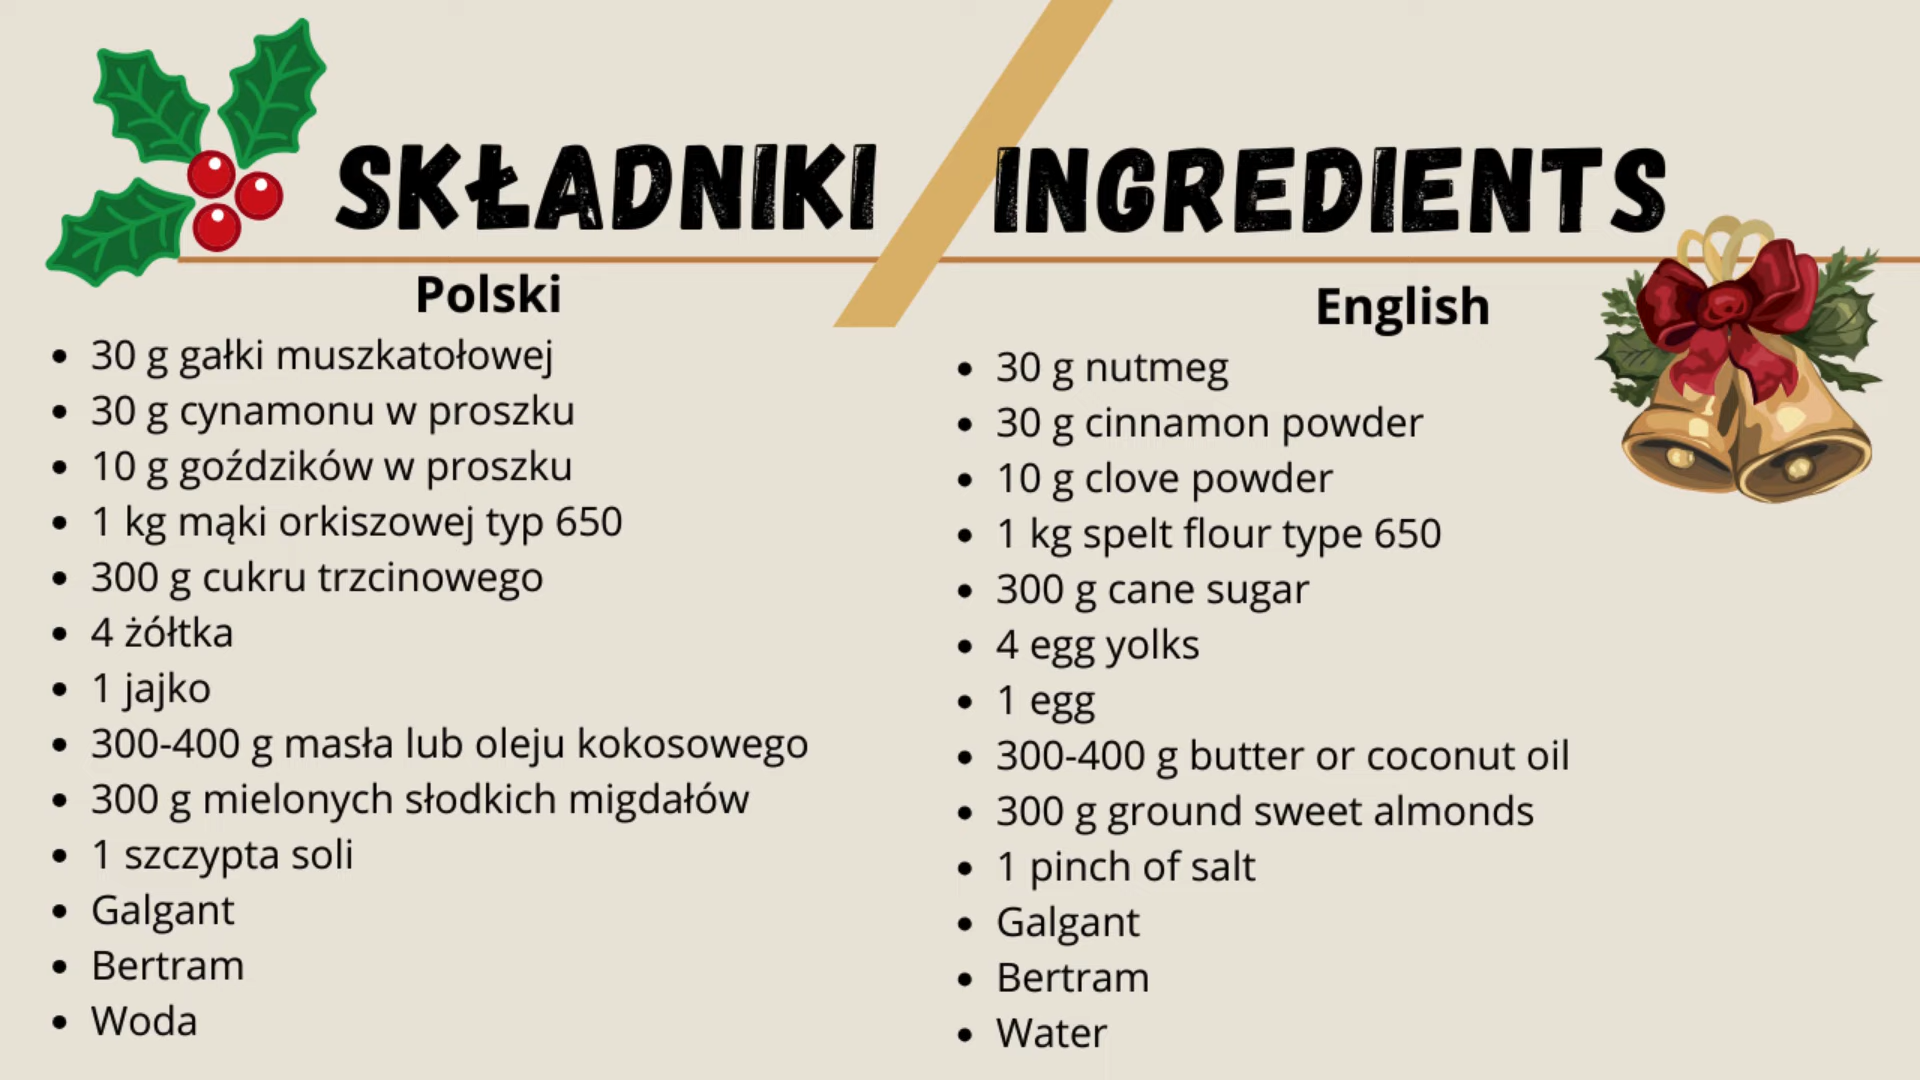 SKŁADNIKI
Polski
30 g gałki muszkatołowej
30 g cynamonu w proszku
10 g goździków w proszku
1 kg mąki orkiszowej typ 650
300 g cukru trzcinowego
4 żółtka
1 jajko
300-400 g masła lub oleju kokosowego
300 g mielonych słodkich migdałów
1 szczypta soli
Galgant
Bertram
Woda
INGREDIENTS
English
30 g nutmeg
30 g cinnamon powder
10 g clove powder
1 kg spelt flour type 650
300 g cane sugar
4 egg yolks
1 egg
300-400 g butter or coconut oil
300 g ground sweet almonds
1 pinch of salt
Galgant
Bertram
Water